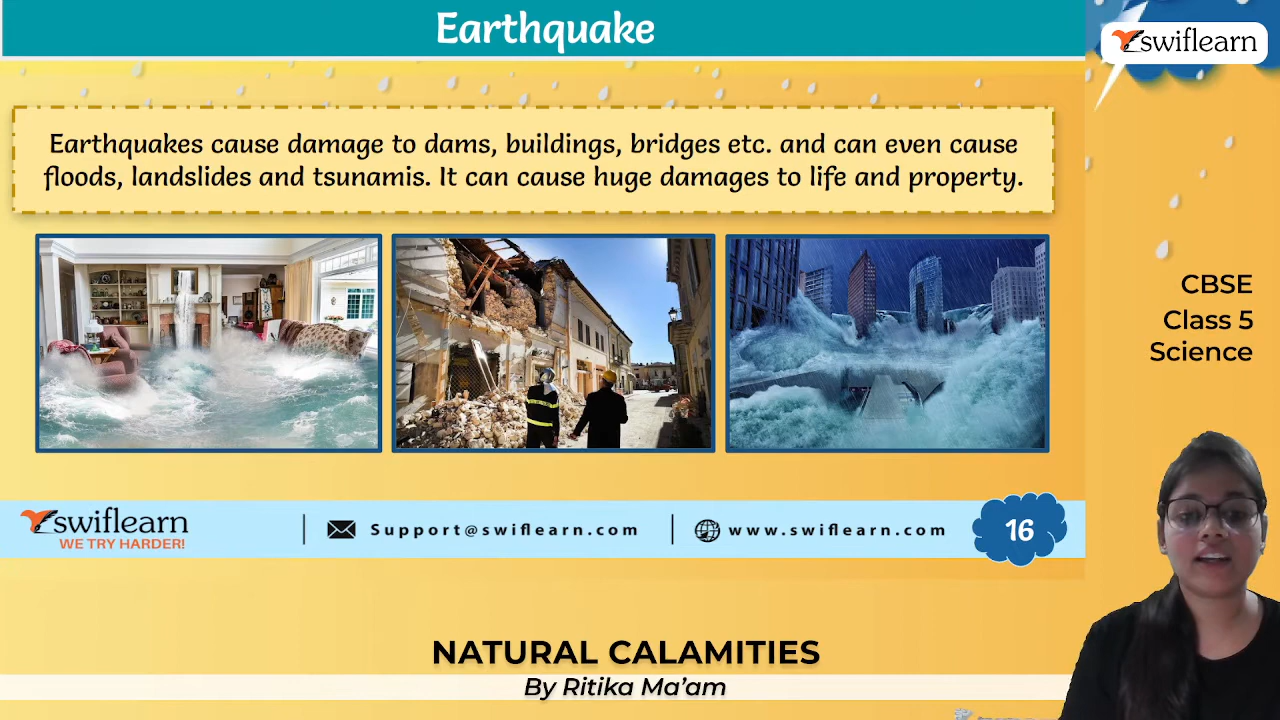 Earthquake
swiflearn
Earthquakes cause damage to dams, buildings, bridges etc. and can even cause
floods, landslides and tsunamis. It can cause huge damages to life and property.
CBSE
Class 5
Science
swiflearn
WE TRY HARDER!
Support@swiflearn.com
www.swiflearn.com
16
NATURAL CALAMITIES
By Ritika Ma'am